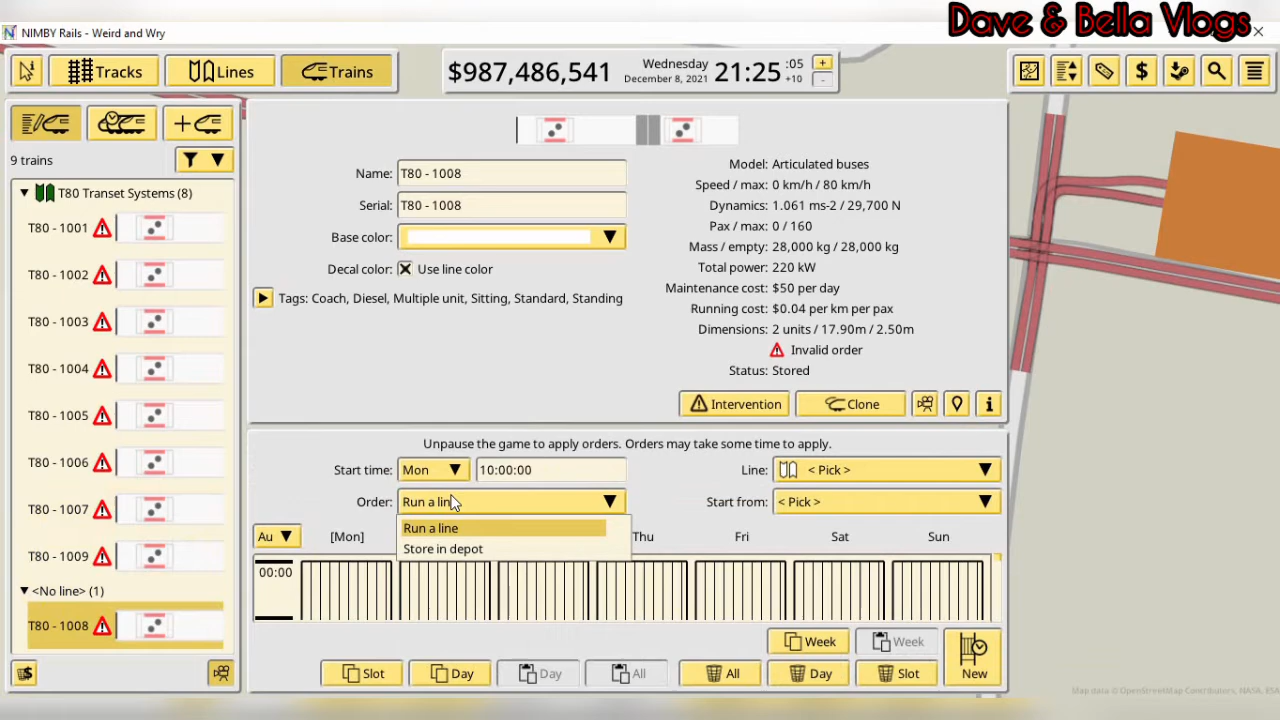 Dave & Bella Vlogs
NIMBY Rails - Weird and Wry
Tracks
Lines
Trains
$987,486,541
Wednesday
December 8, 2021
21:25
:05
+10
+
-
$
9 trains
T80 Transet Systems (8)
T80 - 1001
T80 - 1002
T80 - 1003
T80 - 1004
T80 - 1005
T80 - 1006
T80 - 1007
T80 - 1009
<No line> (1)
T80 - 1008
Name: T80 - 1008
Serial: T80 - 1008
Base color:
Decal color: Use line color
Tags: Coach, Diesel, Multiple unit, Sitting, Standard, Standing
Model: Articulated buses
Speed / max: 0 km/h / 80 km/h
Dynamics: 1.061 ms-2 / 29,700 N
Pax / max: 0 / 160
Mass / empty: 28,000 kg / 28,000 kg
Total power: 220 kW
Maintenance cost: $50 per day
Running cost: $0.04 per km per pax
Dimensions: 2 units / 17.90m / 2.50m
Invalid order
Status: Stored
Intervention
Clone
Unpause the game to apply orders. Orders may take some time to apply.
Start time: Mon 10:00:00
Line: < Pick >
Order: Run a line
Start from: < Pick >
Run a line
Store in depot
Au [Mon] Thu Fri Sat Sun
00:00
Week
Week
Slot
Day
Day
All
All
Day
Slot
New
Map data © OpenStreetMap Contributors, NASA, ESA